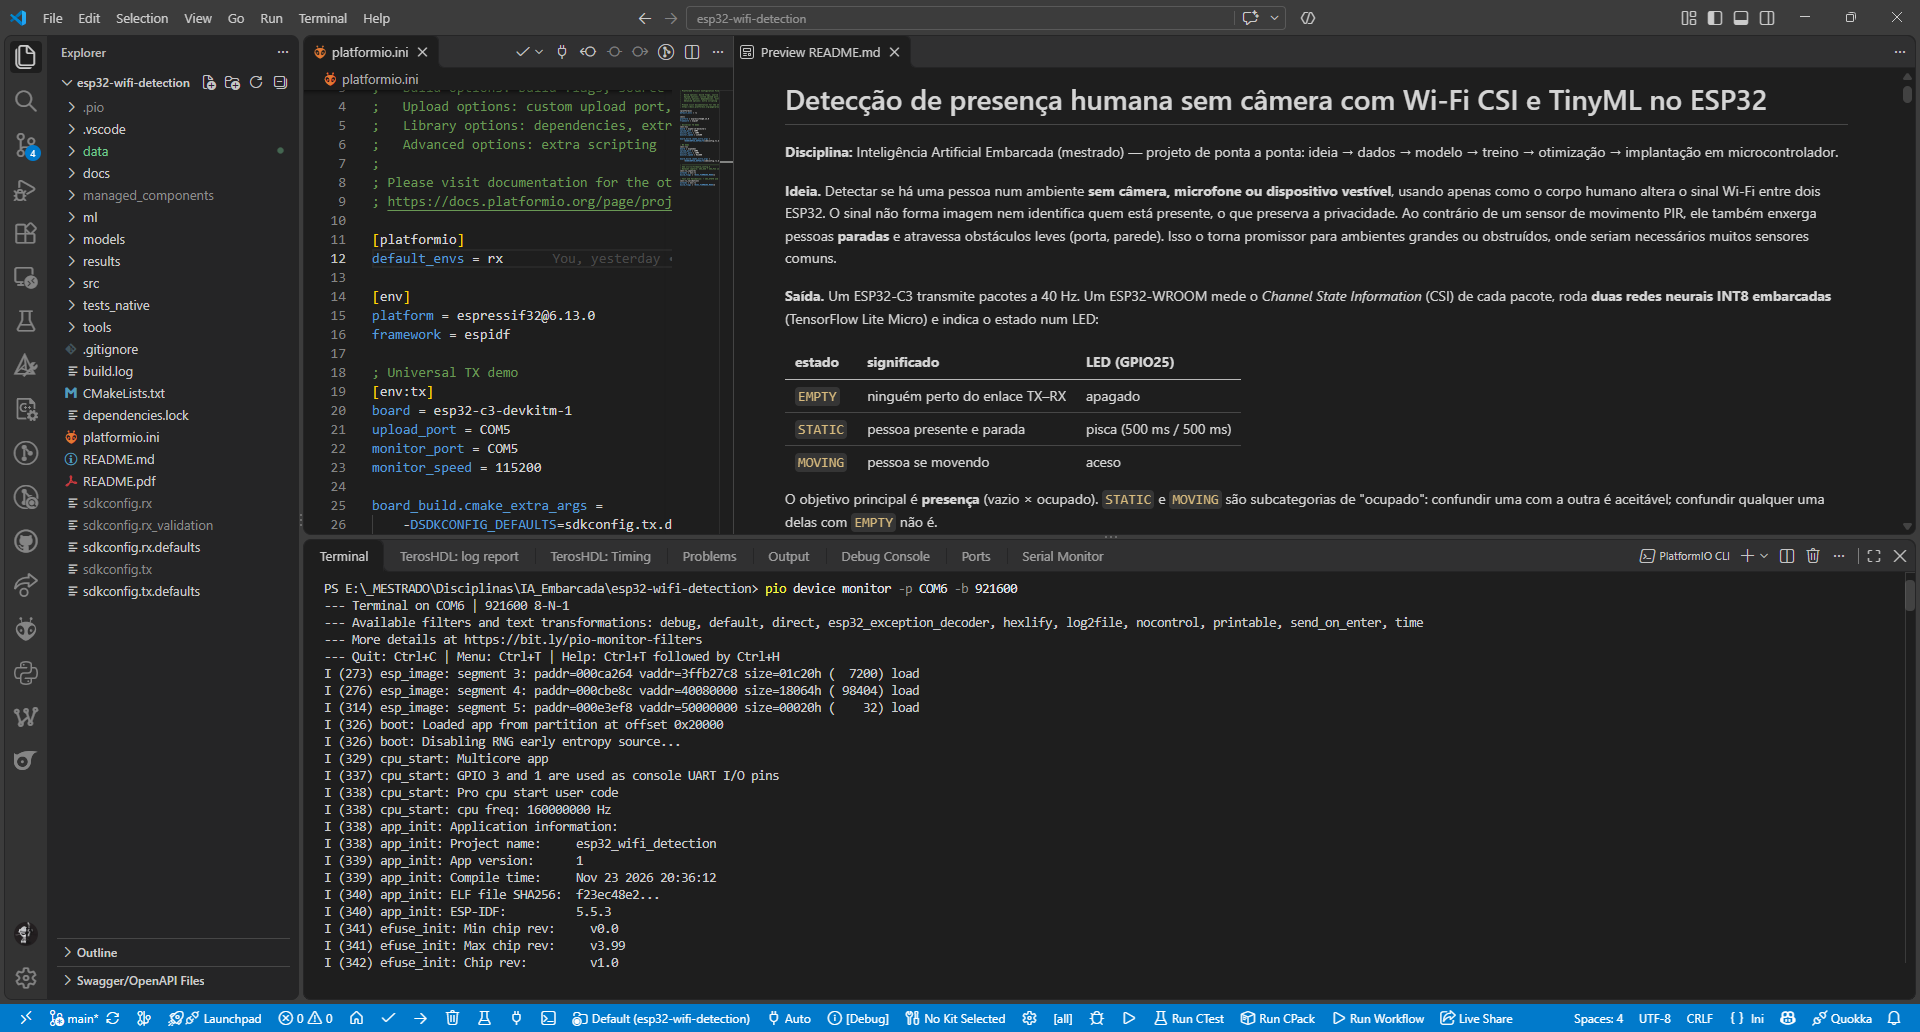 File Edit Selection View Go Run Terminal Help
esp32-wifi-detection
Explorer
esp32-wifi-detection
.pio
.vscode
data
docs
managed_components
ml
models
results
src
tests_native
tools
.gitignore
build.log
CMakeLists.txt
dependencies.lock
platformio.ini
README.md
README.pdf
sdkconfig.rx
sdkconfig.rx_validation
sdkconfig.rx.defaults
sdkconfig.tx
sdkconfig.tx.defaults
Outline
Swagger/OpenAPI Files
4
platformio.ini
platformio.ini
4 ; Upload options: custom upload port,
5 ; Library options: dependencies, extr
6 ; Advanced options: extra scripting
7 ;
8 ; Please visit documentation for the ot
9 ; https://docs.platformio.org/page/proj
10
11 [platformio]
12 default_envs = rx You, yesterday
13
14 [env]
15 platform = espressif32@6.13.0
16 framework = espidf
17
18 ; Universal TX demo
19 [env:tx]
20 board = esp32-c3-devkitm-1
21 upload_port = COM5
22 monitor_port = COM5
23 monitor_speed = 115200
24
25 board_build.cmake_extra_args =
26 -DSDKCONFIG_DEFAULTS=sdkconfig.tx.d
Preview README.md
Detecção de presença humana sem câmera com Wi-Fi CSI e TinyML no ESP32
Disciplina: Inteligência Artificial Embarcada (mestrado) — projeto de ponta a ponta: ideia → dados → modelo → treino → otimização → implantação em microcontrolador.
Ideia. Detectar se há uma pessoa num ambiente sem câmera, microfone ou dispositivo vestível, usando apenas como o corpo humano altera o sinal Wi-Fi entre dois
ESP32. O sinal não forma imagem nem identifica quem está presente, o que preserva a privacidade. Ao contrário de um sensor de movimento PIR, ele também enxerga
pessoas paradas e atravessa obstáculos leves (porta, parede). Isso o torna promissor para ambientes grandes ou obstruídos, onde seriam necessários muitos sensores
comuns.
Saída. Um ESP32-C3 transmite pacotes a 40 Hz. Um ESP32-WROOM mede o Channel State Information (CSI) de cada pacote, roda duas redes neurais INT8 embarcadas
(TensorFlow Lite Micro) e indica o estado num LED:
estado significado LED (GPIO25)
EMPTY ninguém perto do enlace TX–RX apagado
STATIC pessoa presente e parada pisca (500 ms / 500 ms)
MOVING pessoa se movendo aceso
O objetivo principal é presença (vazio × ocupado). STATIC e MOVING são subcategorias de "ocupado": confundir uma com a outra é aceitável; confundir qualquer uma
delas com EMPTY não é.
Terminal TerosHDL: log report TerosHDL: Timing Problems Output Debug Console Ports Serial Monitor PlatformIO CLI
PS E:\_MESTRADO\Disciplinas\IA_Embarcada\esp32-wifi-detection> pio device monitor -p COM6 -b 921600
--- Terminal on COM6 | 921600 8-N-1
--- Available filters and text transformations: debug, default, direct, esp32_exception_decoder, hexlify, log2file, nocontrol, printable, send_on_enter, time
--- More details at https://bit.ly/pio-monitor-filters
--- Quit: Ctrl+C | Menu: Ctrl+T | Help: Ctrl+T followed by Ctrl+H
I (273) esp_image: segment 3: paddr=000ca264 vaddr=3ffb27c8 size=01c20h ( 7200) load
I (276) esp_image: segment 4: paddr=000cbe8c vaddr=40080000 size=18064h ( 98404) load
I (314) esp_image: segment 5: paddr=000e3ef8 vaddr=50000000 size=00020h ( 32) load
I (326) boot: Loaded app from partition at offset 0x20000
I (326) boot: Disabling RNG early entropy source...
I (329) cpu_start: Multicore app
I (337) cpu_start: GPIO 3 and 1 are used as console UART I/O pins
I (338) cpu_start: Pro cpu start user code
I (338) cpu_start: cpu freq: 160000000 Hz
I (338) app_init: Application information:
I (338) app_init: Project name: esp32_wifi_detection
I (339) app_init: App version: 1
I (339) app_init: Compile time: Nov 23 2026 20:36:12
I (340) app_init: ELF file SHA256: f23ec48e2...
I (340) app_init: ESP-IDF: 5.5.3
I (341) efuse_init: Min chip rev: v0.0
I (341) efuse_init: Max chip rev: v3.99
I (342) efuse_init: Chip rev: v1.0
main* Launchpad 0 0 Default (esp32-wifi-detection) Auto [Debug] No Kit Selected [all] Run CTest Run CPack Run Workflow Live Share Spaces: 4 UTF-8 CRLF { } Ini Quokka